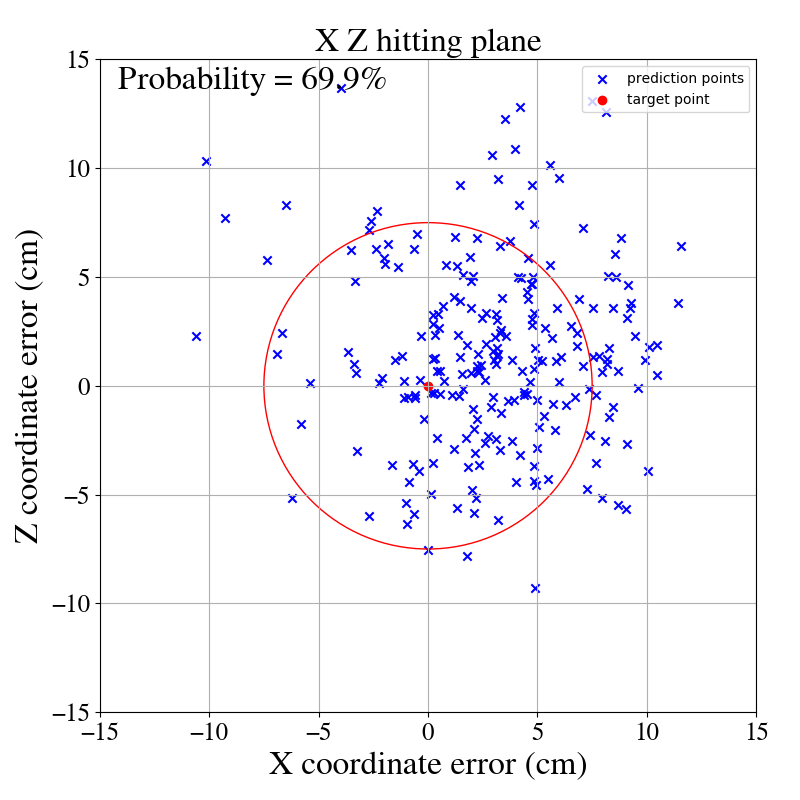 X Z hitting plane
Probability = 69.9%
prediction points
target point
Z coordinate error (cm)
15
10
5
0
−5
−10
−15
−15 −10 −5 0 5 10 15
X coordinate error (cm)